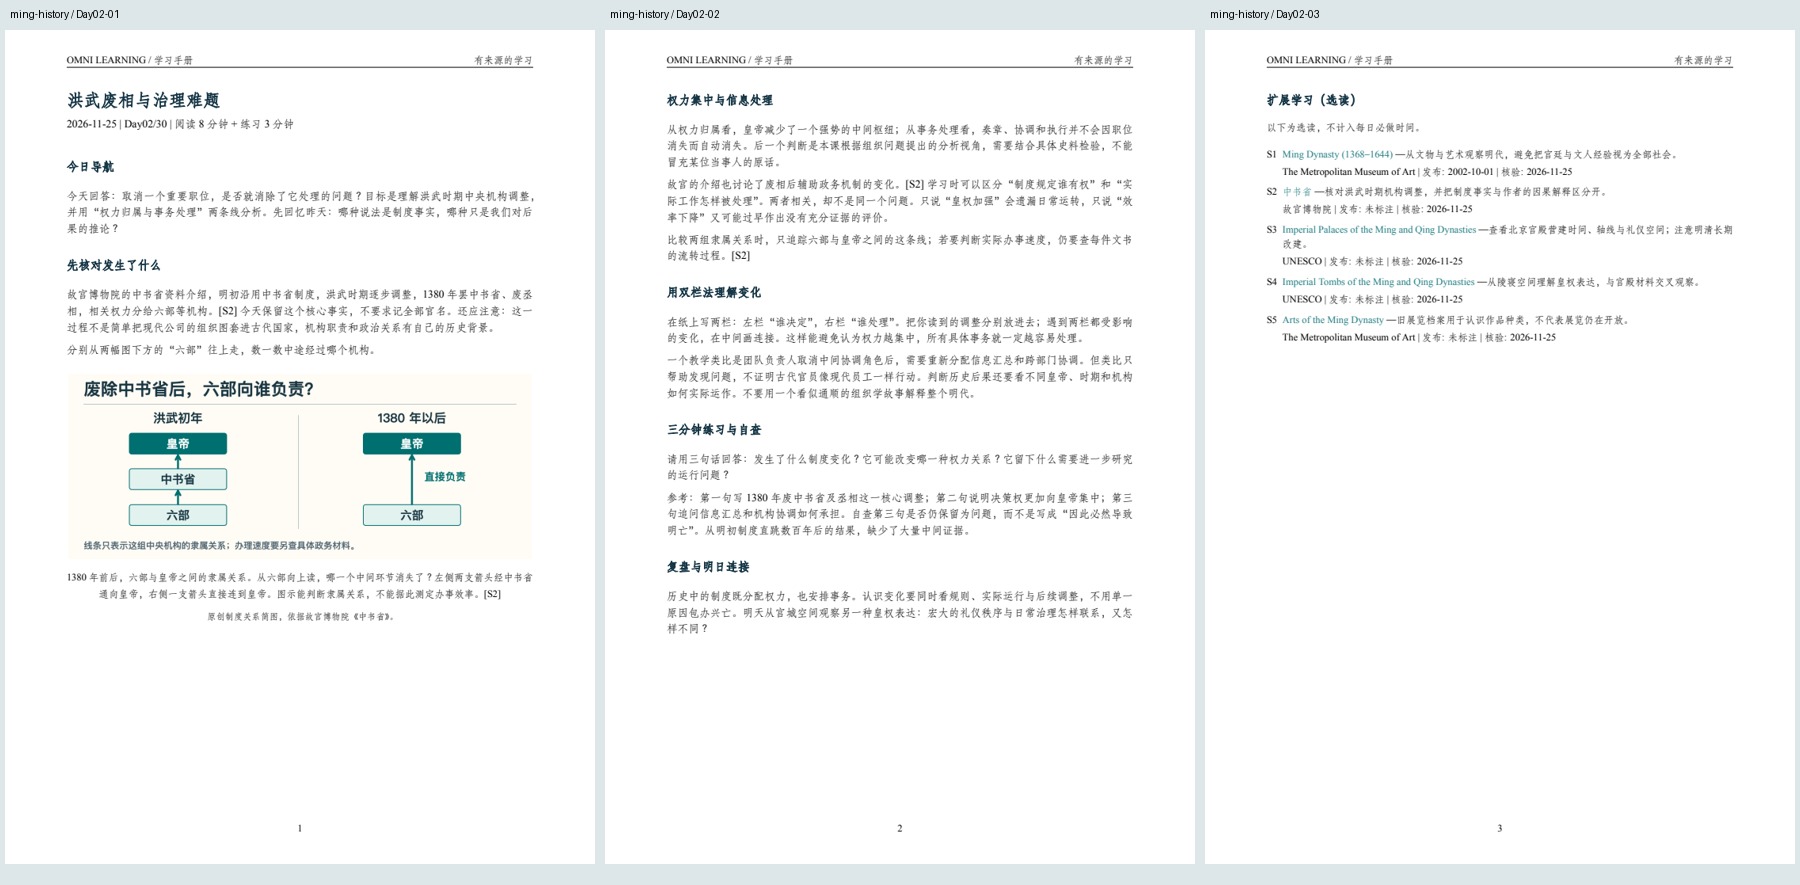 ming-history / Day02-01
OMNI LEARNING / 学习手册
有来源的学习
洪武废相与治理难题
2026-11-25 | Day02/30 | 阅读 8 分钟 + 练习 3 分钟
今日导航
今天回答：取消一个重要职位，是否就消除了它处理的问题？目标是理解洪武时期中央机构调整，
并用“权力归属与事务处理”两条线分析。先回忆昨天：哪种说法是制度事实，哪种只是我们对后
果的推论？
先核对发生了什么
故宫博物院的中书省资料介绍，明初沿用中书省制度，洪武时期逐步调整，1380 年罢中书省、废丞
相，相关权力分给六部等机构。[S2] 今天保留这个核心事实，不要求记全部官名。还应注意：这一
过程不是简单把现代公司的组织图套进古代国家，机构职责和政治关系有自己的历史背景。
分别从两幅图下方的“六部”往上走，数一数中途经过哪个机构。
废除中书省后，六部向谁负责？
洪武初年
皇帝
中书省
六部
1380 年以后
皇帝
直接负责
六部
线条只表示这组中央机构的隶属关系；办理速度要另查具体政务材料。
1380 年前后，六部与皇帝之间的隶属关系。从六部向上读，哪一个中间环节消失了？左侧两支箭头经中书省
通向皇帝，右侧一支箭头直接连到皇帝。图示能判断隶属关系，不能据此测定办事效率。[S2]
原创制度关系简图，依据故宫博物院《中书省》。
1
ming-history / Day02-02
OMNI LEARNING / 学习手册
有来源的学习
权力集中与信息处理
从权力归属看，皇帝减少了一个强势的中间枢纽；从事务处理看，奏章、协调和执行并不会因职位
消失而自动消失。后一个判断是本课根据组织问题提出的分析视角，需要结合具体史料检验，不能
冒充某位当事人的原话。
故宫的介绍也讨论了废相后辅助政务机制的变化。[S2] 学习时可以区分“制度规定谁有权”和“实
际工作怎样被处理”。两者相关，却不是同一个问题。只说“皇权加强”会遗漏日常运转，只说“效
率下降”又可能过早作出没有充分证据的评价。
比较两组隶属关系时，只追踪六部与皇帝之间的这条线；若要判断实际办事速度，仍要查每件文书
的流转过程。[S2]
用双栏法理解变化
在纸上写两栏：左栏“谁决定”，右栏“谁处理”。把你读到的调整分别放进去；遇到两栏都受影响
的变化，在中间画连接。这样能避免认为权力越集中，所有具体事务就一定越容易处理。
一个教学类比是团队负责人取消中间协调角色后，需要重新分配信息汇总和跨部门协调。但类比只
帮助发现问题，不证明古代官员像现代员工一样行动。判断历史后果还要看不同皇帝、时期和机构
如何实际运作。不要用一个看似通顺的组织学故事解释整个明代。
三分钟练习与自查
请用三句话回答：发生了什么制度变化？它可能改变哪一种权力关系？它留下什么需要进一步研究
的运行问题？
参考：第一句写 1380 年废中书省及丞相这一核心调整；第二句说明决策权更加向皇帝集中；第三
句追问信息汇总和机构协调如何承担。自查第三句是否仍保留为问题，而不是写成“因此必然导致
明亡”。从明初制度直跳数百年后的结果，缺少了大量中间证据。
复盘与明日连接
历史中的制度既分配权力，也安排事务。认识变化要同时看规则、实际运行与后续调整，不用单一
原因包办兴亡。明天从宫城空间观察另一种皇权表达：宏大的礼仪秩序与日常治理怎样联系，又怎
样不同？
2
ming-history / Day02-03
OMNI LEARNING / 学习手册
有来源的学习
扩展学习（选读）
以下为选读，不计入每日必做时间。
S1 Ming Dynasty (1368–1644) —从文物与艺术观察明代，避免把宫廷与文人经验视为全部社会。
The Metropolitan Museum of Art | 发布: 2002-10-01 | 核验: 2026-11-25
S2 中书省 —核对洪武时期机构调整，并把制度事实与作者的因果解释区分开。
故宫博物院 | 发布: 未标注 | 核验: 2026-11-25
S3 Imperial Palaces of the Ming and Qing Dynasties —查看北京宫殿营建时间、轴线与礼仪空间；注意明清长期
改建。
UNESCO | 发布: 未标注 | 核验: 2026-11-25
S4 Imperial Tombs of the Ming and Qing Dynasties —从陵寝空间理解皇权表达，与宫殿材料交叉观察。
UNESCO | 发布: 未标注 | 核验: 2026-11-25
S5 Arts of the Ming Dynasty —旧展览档案用于认识作品种类，不代表展览仍在开放。
The Metropolitan Museum of Art | 发布: 未标注 | 核验: 2026-11-25
3